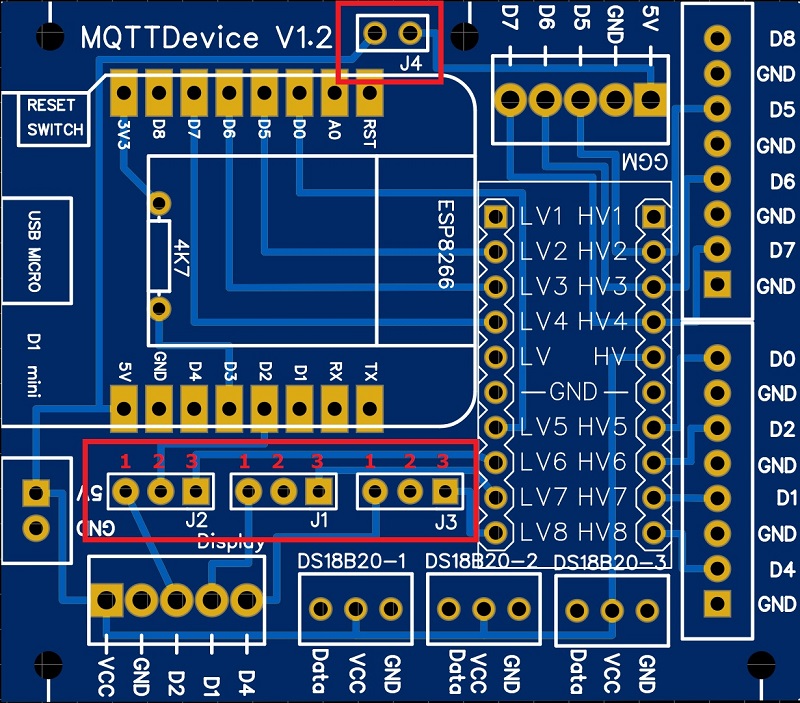 MQTTDevice V1.2
J4
D7 D6 D5 GND 5V
GGM
RESET
SWITCH
3V3 D8 D7 D6 D5 D0 A0 RST
USB MICRO
4K7
ESP8266
D1 mini
5V GND D4 D3 D2 D1 RX TX
LV1 HV1
LV2 HV2
LV3 HV3
LV4 HV4
LV HV
GND
LV5 HV5
LV6 HV6
LV7 HV7
LV8 HV8
D8
GND
D5
GND
D6
GND
D7
GND
D0
GND
D2
GND
D1
GND
D4
GND
1 2 3
J2
1 2 3
J1
1 2 3
J3
5V
GND
Display
VCC GND D2 D1 D4
DS18B20-1
Data VCC GND
DS18B20-2
Data VCC GND
DS18B20-3
Data VCC GND